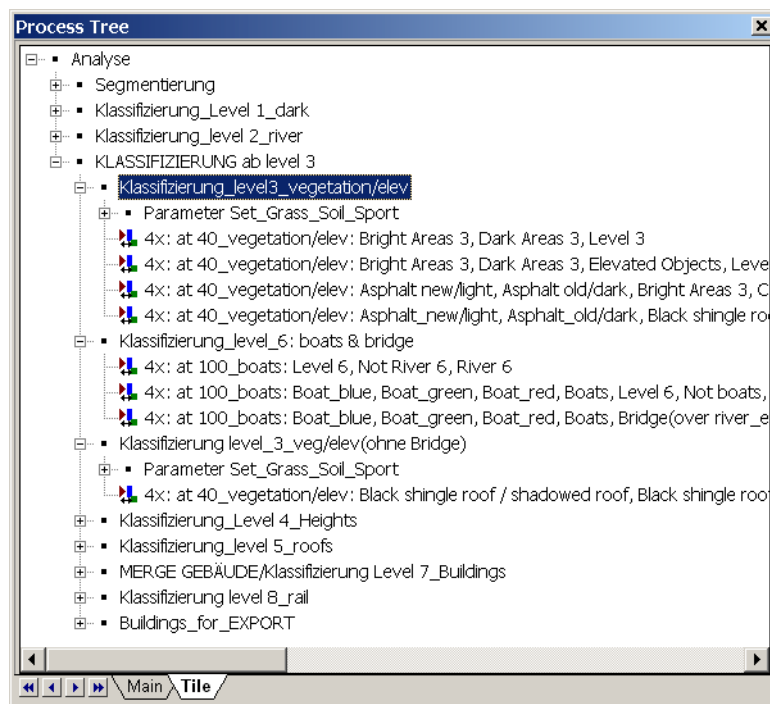 Process Tree
Analyse
Segmentierung
Klassifizierung_Level 1_dark
Klassifizierung_level 2_river
KLASSIFIZIERUNG ab level 3
Klassifizierung_level3_vegetation/elev
Parameter Set_Grass_Soil_Sport
4x: at 40_vegetation/elev: Bright Areas 3, Dark Areas 3, Level 3
4x: at 40_vegetation/elev: Bright Areas 3, Dark Areas 3, Elevated Objects, Leve
4x: at 40_vegetation/elev: Asphalt new/light, Asphalt old/dark, Bright Areas 3, C
4x: at 40_vegetation/elev: Asphalt_new/light, Asphalt_old/dark, Black shingle ro
Klassifizierung_level_6: boats & bridge
4x: at 100_boats: Level 6, Not River 6, River 6
4x: at 100_boats: Boat_blue, Boat_green, Boat_red, Boats, Level 6, Not boats,
4x: at 100_boats: Boat_blue, Boat_green, Boat_red, Boats, Bridge(over river_e
Klassifizierung level_3_veg/elev(ohne Bridge)
Parameter Set_Grass_Soil_Sport
4x: at 40_vegetation/elev: Black shingle roof / shadowed roof, Black shingle roo
Klassifizierung_Level 4_Heights
Klassifizierung_level 5_roofs
MERGE GEBÄUDE/Klassifizierung Level 7_Buildings
Klassifizierung level 8_rail
Buildings_for_EXPORT
Main Tile